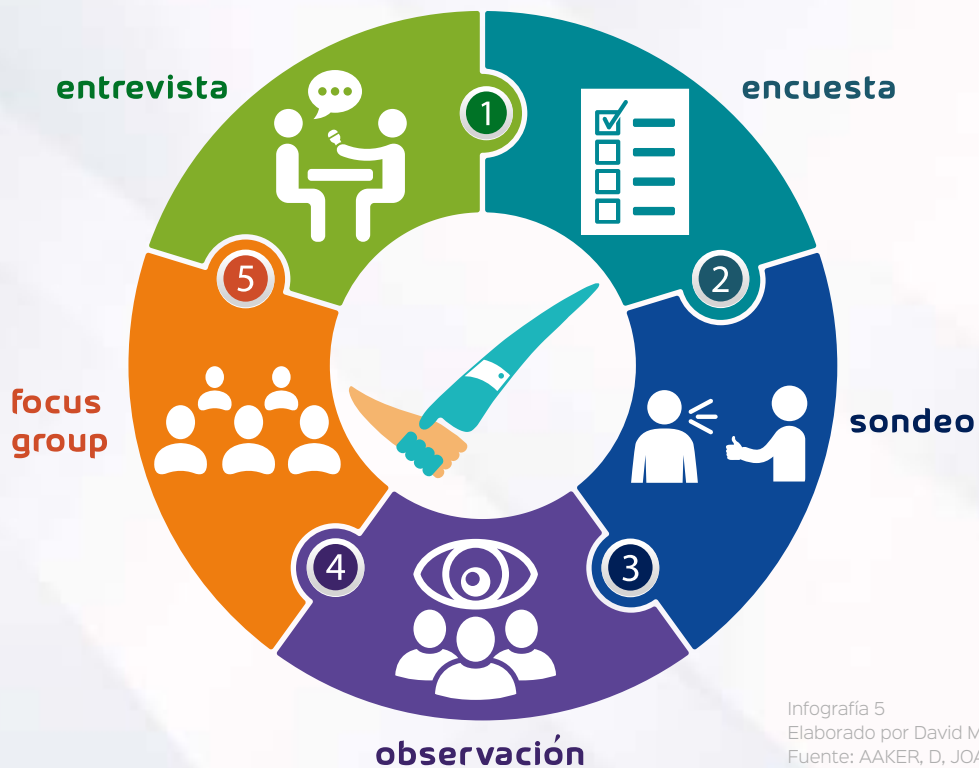 entrevista
1
encuesta
5
2
focus
group
sondeo
4
3
observación
Infografía 5
Elaborado por David
Fuente: AAKER, D,